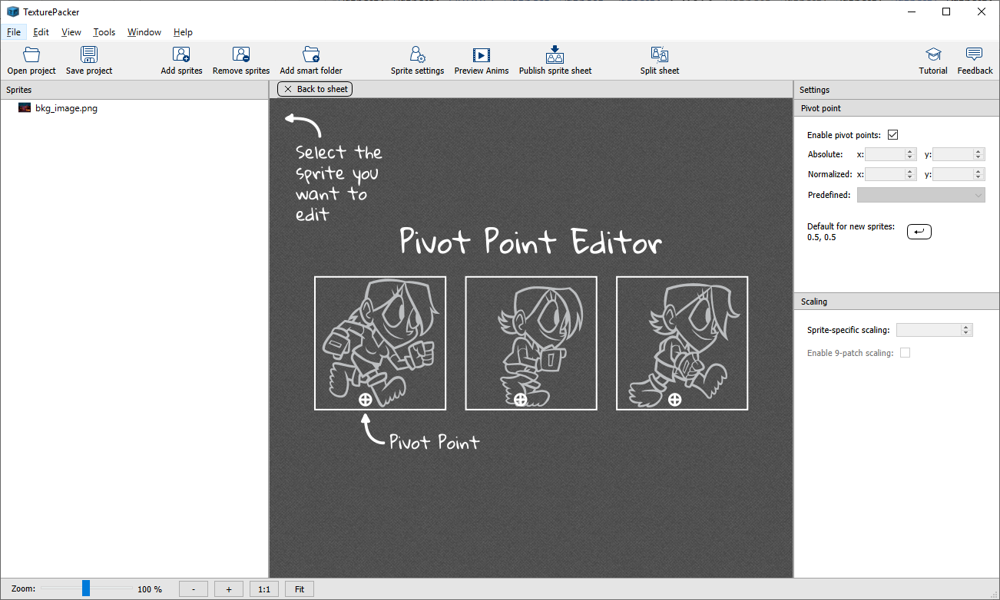 TexturePacker
File Edit View Tools Window Help
Open project Save project Add sprites Remove sprites Add smart folder Sprite settings Preview Anims Publish sprite sheet Split sheet Tutorial Feedback
Sprites
bkg_image.png
Back to sheet
Select the
sprite you
want to
edit
Pivot Point Editor
Pivot Point
Settings
Pivot point
Enable pivot points:
Absolute: x: y:
Normalized: x: y:
Predefined:
Default for new sprites:
0.5, 0.5
Scaling
Sprite-specific scaling:
Enable 9-patch scaling:
Zoom: 100 % - + 1:1 Fit